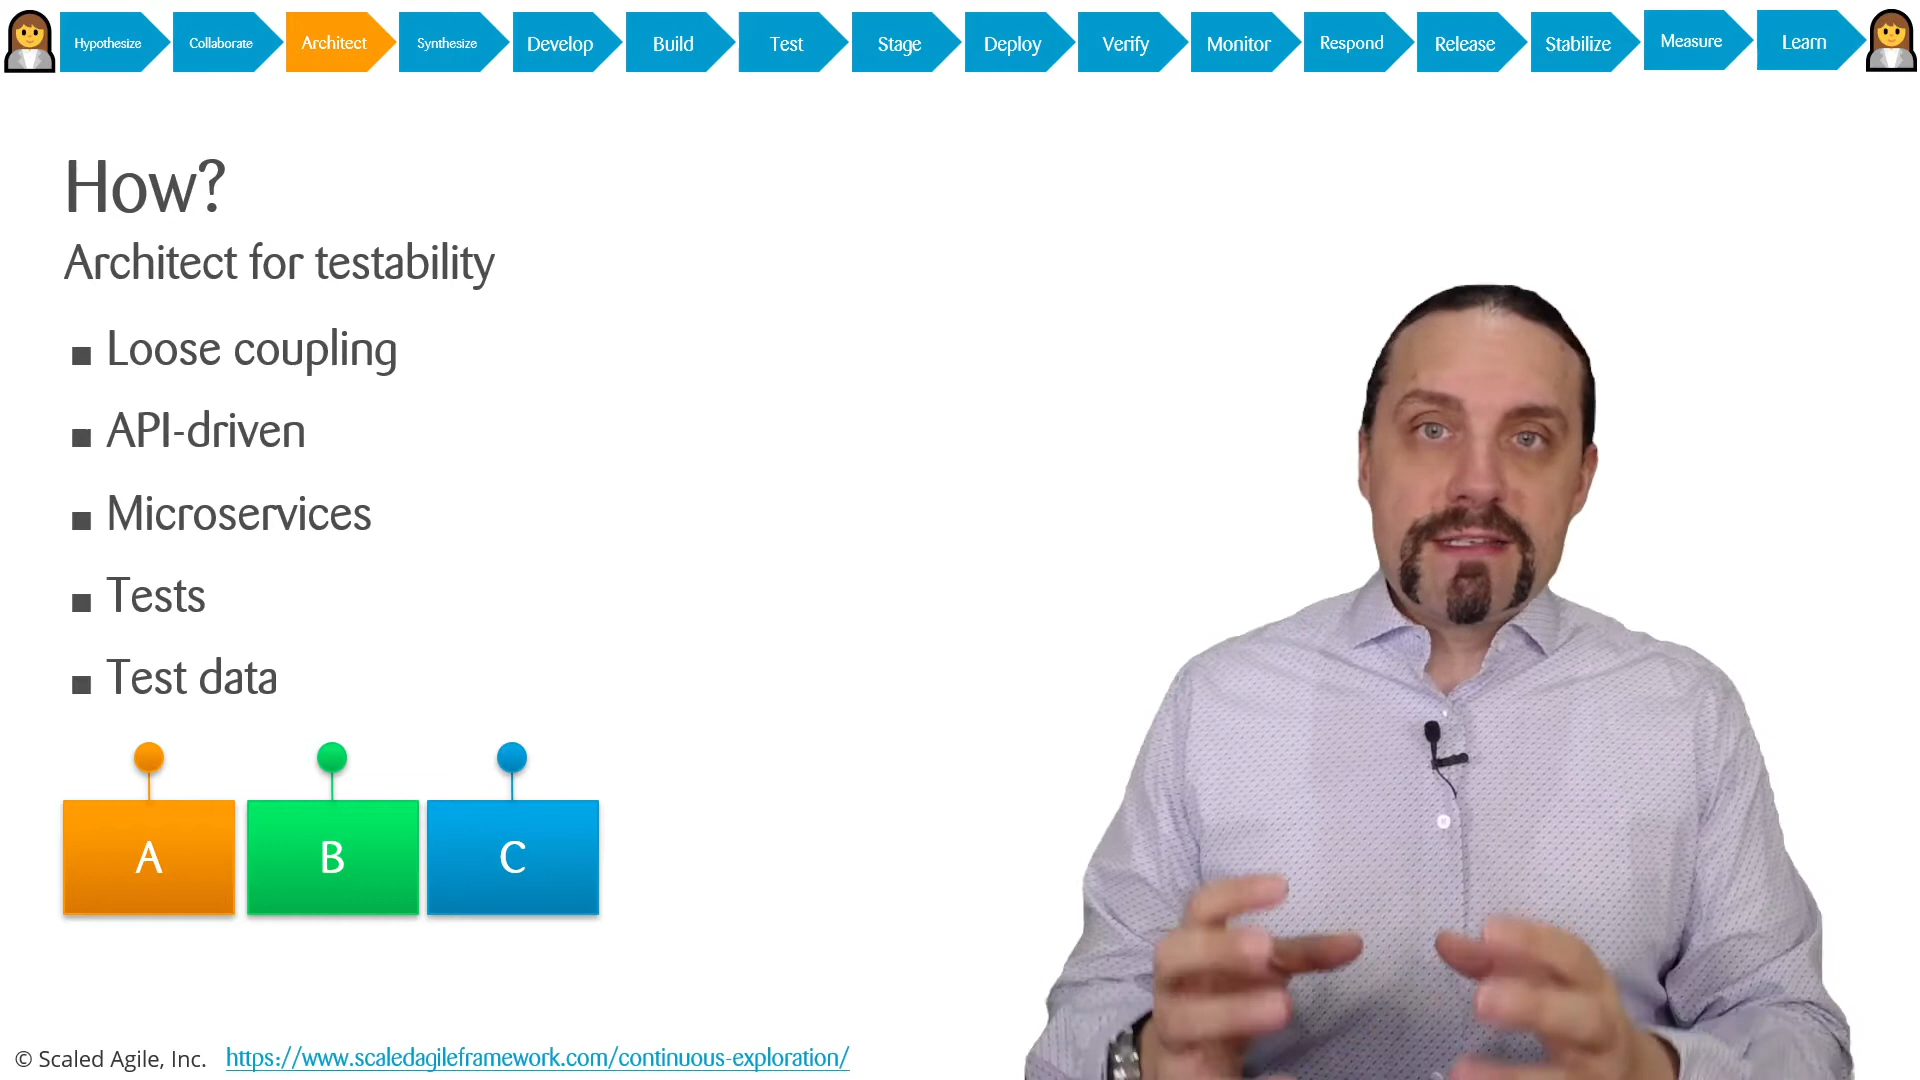 Hypothesize
Collaborate
Architect
Synthesize
Develop
Build
Test
Stage
Deploy
Verify
Monitor
Respond
Release
Stabilize
Measure
Learn
How?
Architect for testability
Loose coupling
API-driven
Microservices
Tests
Test data
A
B
C
© Scaled Agile, Inc. https://www.scaledagileframework.com/continuous-exploration/